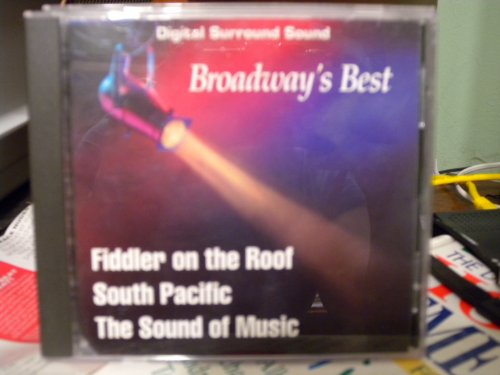 Digital Surround Sound
Broadway's Best
Fiddler on the Roof
South Pacific
The Sound of Music